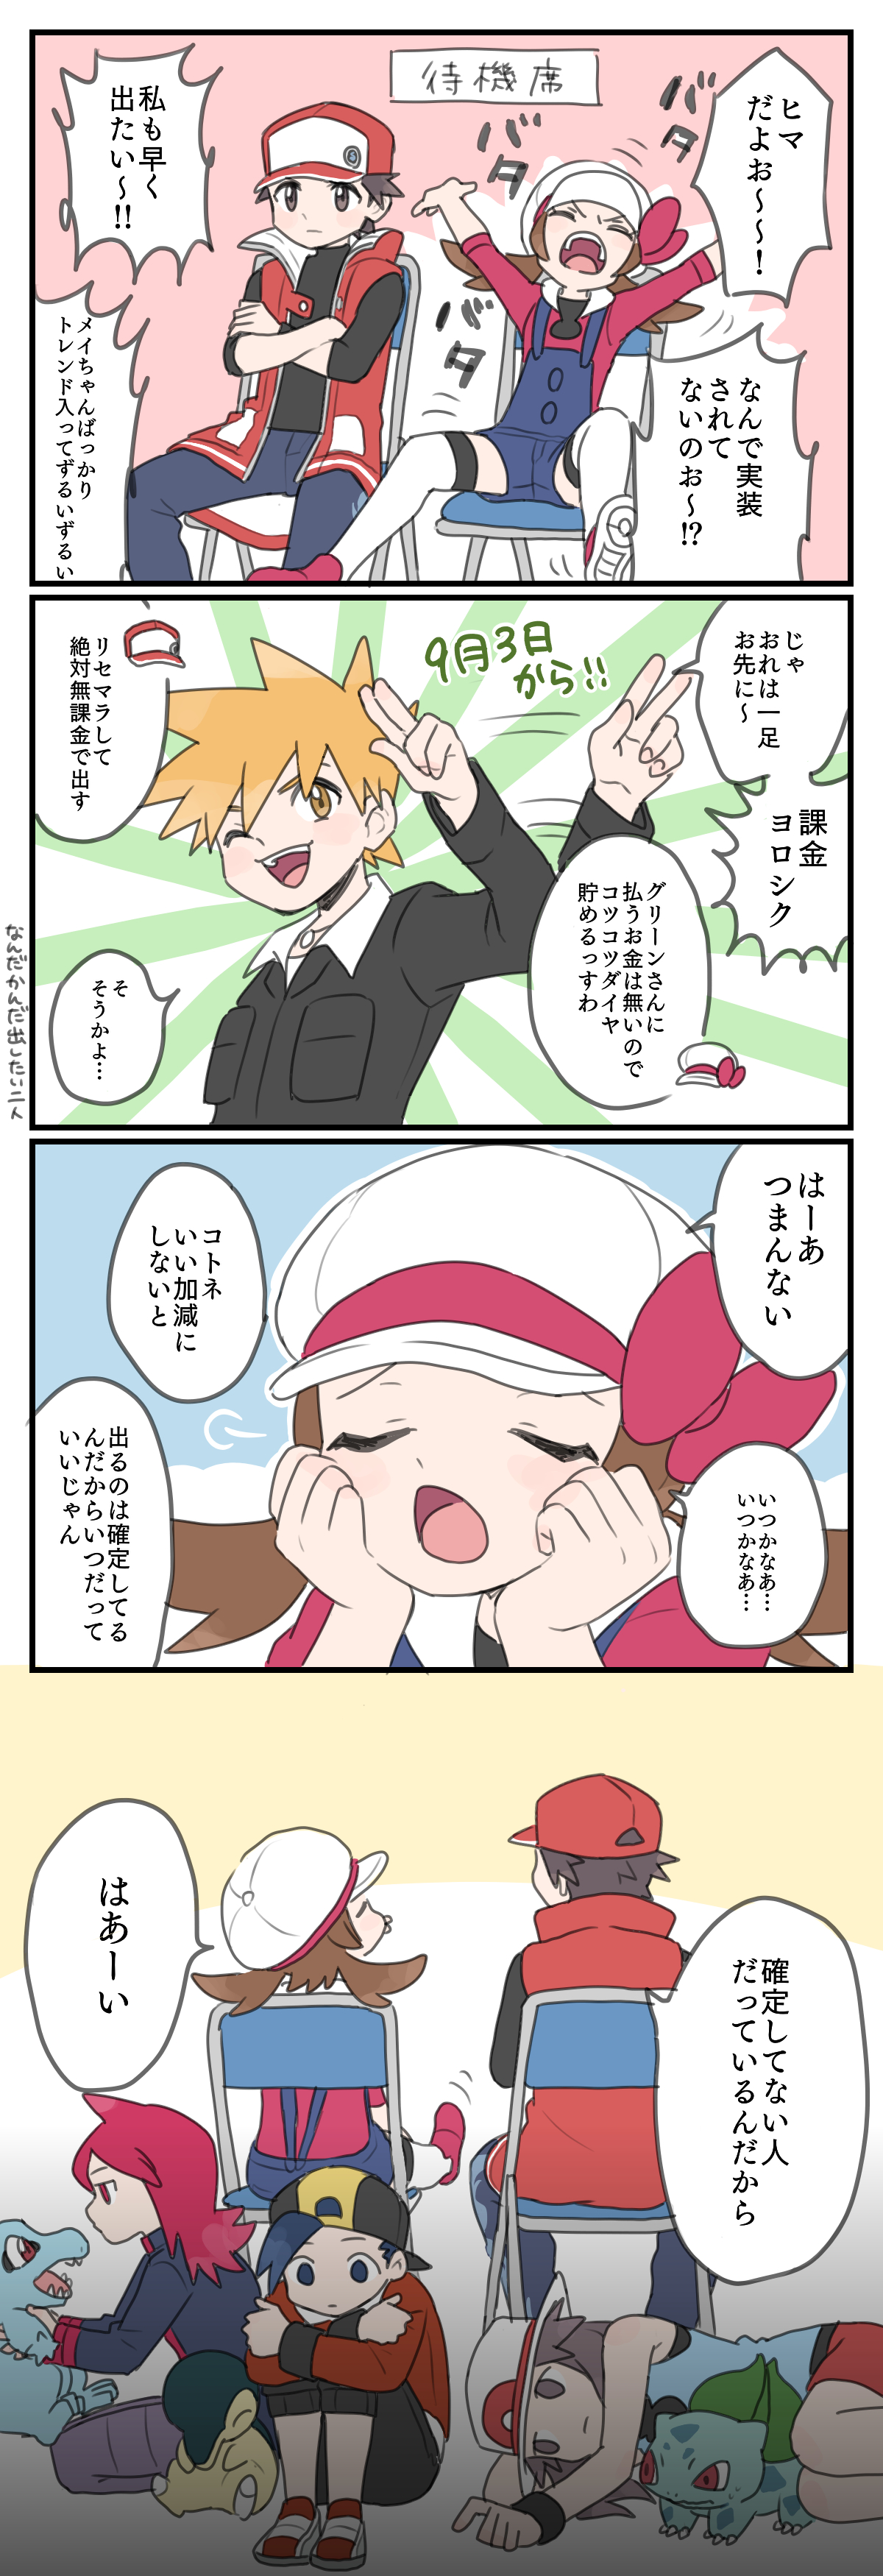 待機席
ヒマ
だよぉ～～！
バタ
バタ
バタ
なんで実装
されて
ないのぉ～!?
私も早く
出たい～!!
メイちゃんばっかり
トレンド入ってずるいずるい
じゃ
おれは一足
お先に～
9月3日
から!!
課金
ヨロシク
リセマラして
絶対無課金で出す
グリーンさんに
払うお金は無いので
コツコツダイヤ
貯めるっすわ
そ
そうかよ…
なんだかんだ出したい二人
はーあ
つまんない
コトネ
いい加減に
しないと
いつかなあ…
いつかなあ…
出るのは確定してる
んだからいつだって
いいじゃん
確定してない人
だっているんだから
はあーい